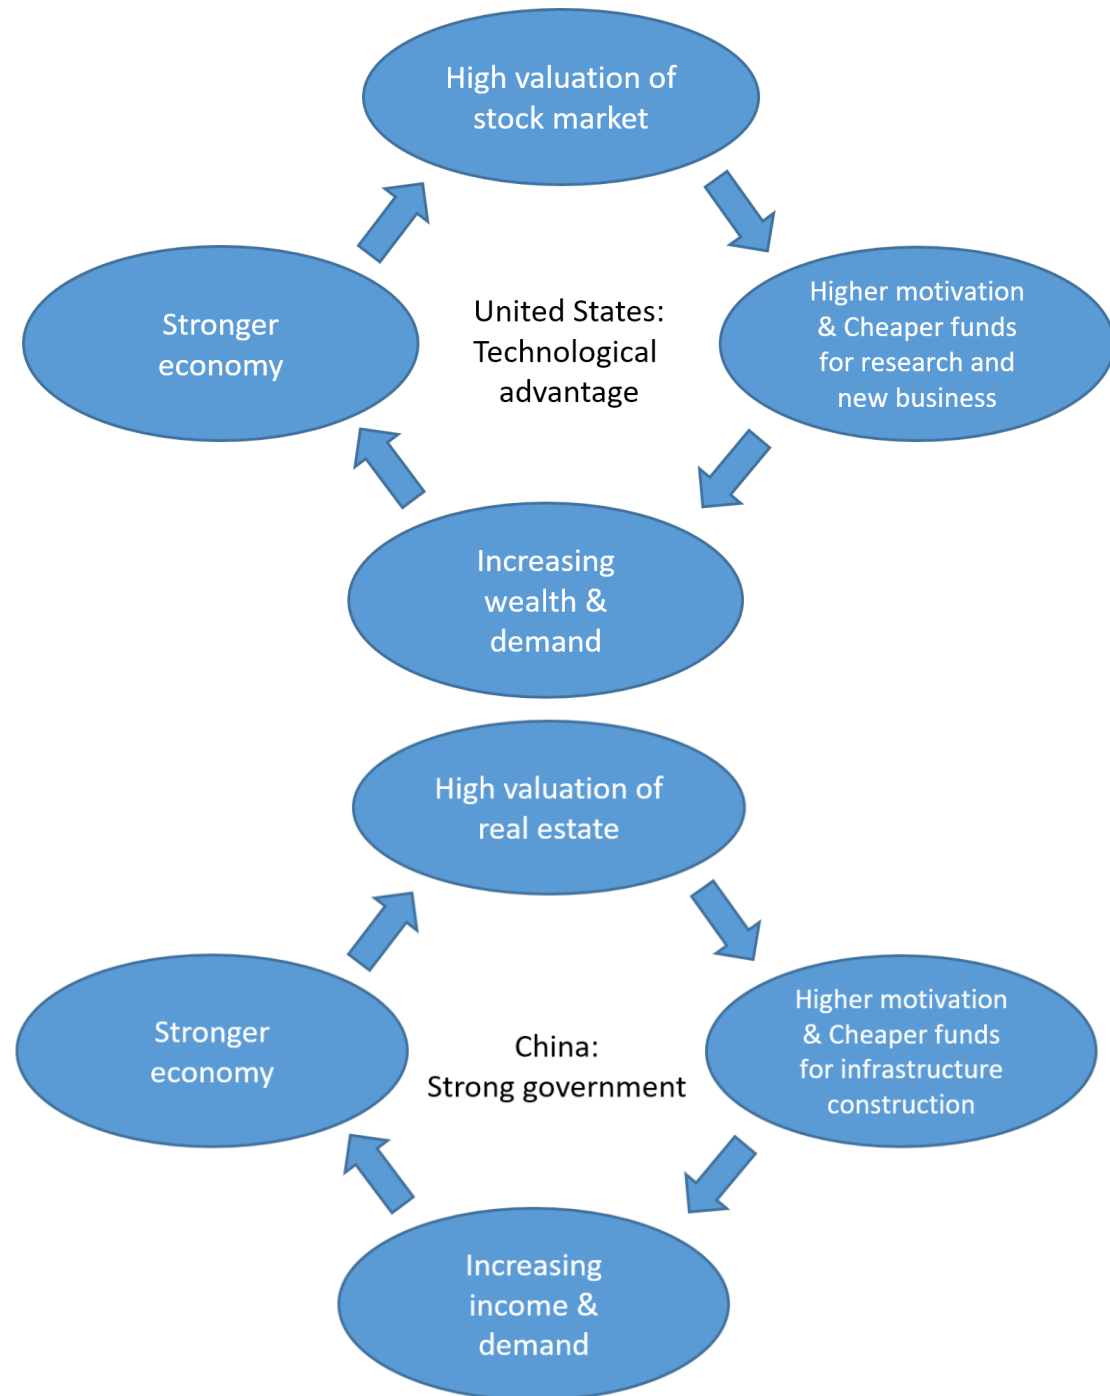 High valuation of
stock market
Stronger
economy
United States:
Technological
advantage
Higher motivation
& Cheaper funds
for research and
new business
Increasing
wealth &
demand
High valuation of
real estate
Stronger
economy
China:
Strong government
Higher motivation
& Cheaper funds
for infrastructure
construction
Increasing
income &
demand